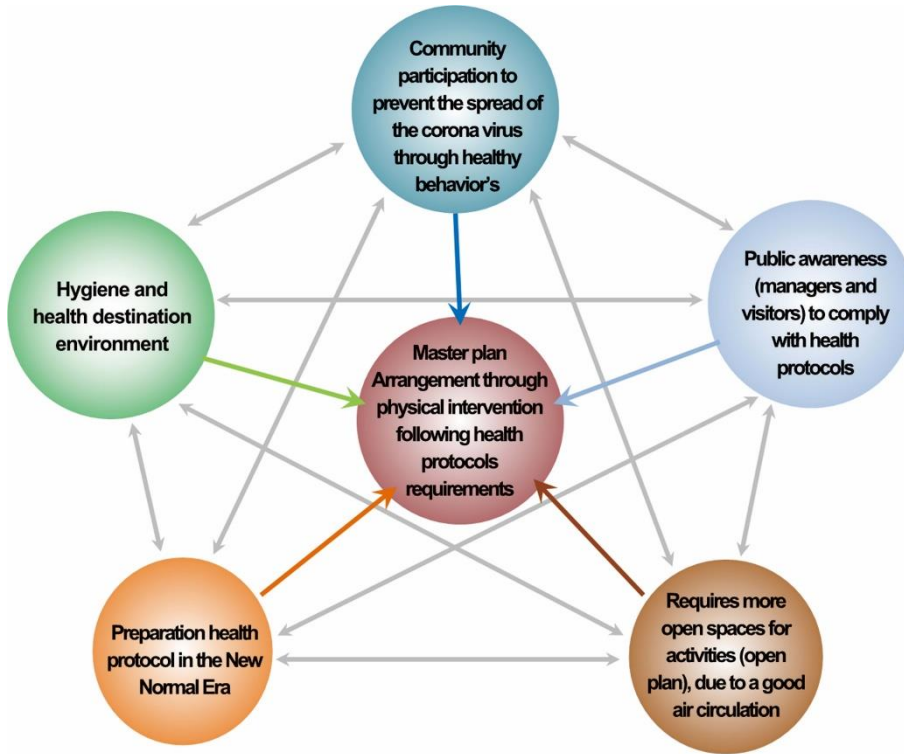 Community
participation to
prevent the spread of
the corona virus
through healthy
behavior's
Hygiene and
health destination
environment
Public awareness
(managers and
visitors) to comply
with health
protocols
Master plan
Arrangement through
physical intervention
following health
protocols
requirements
Preparation health
protocol in the New
Normal Era
Requires more
open spaces for
activities (open
plan), due to a good
air circulation